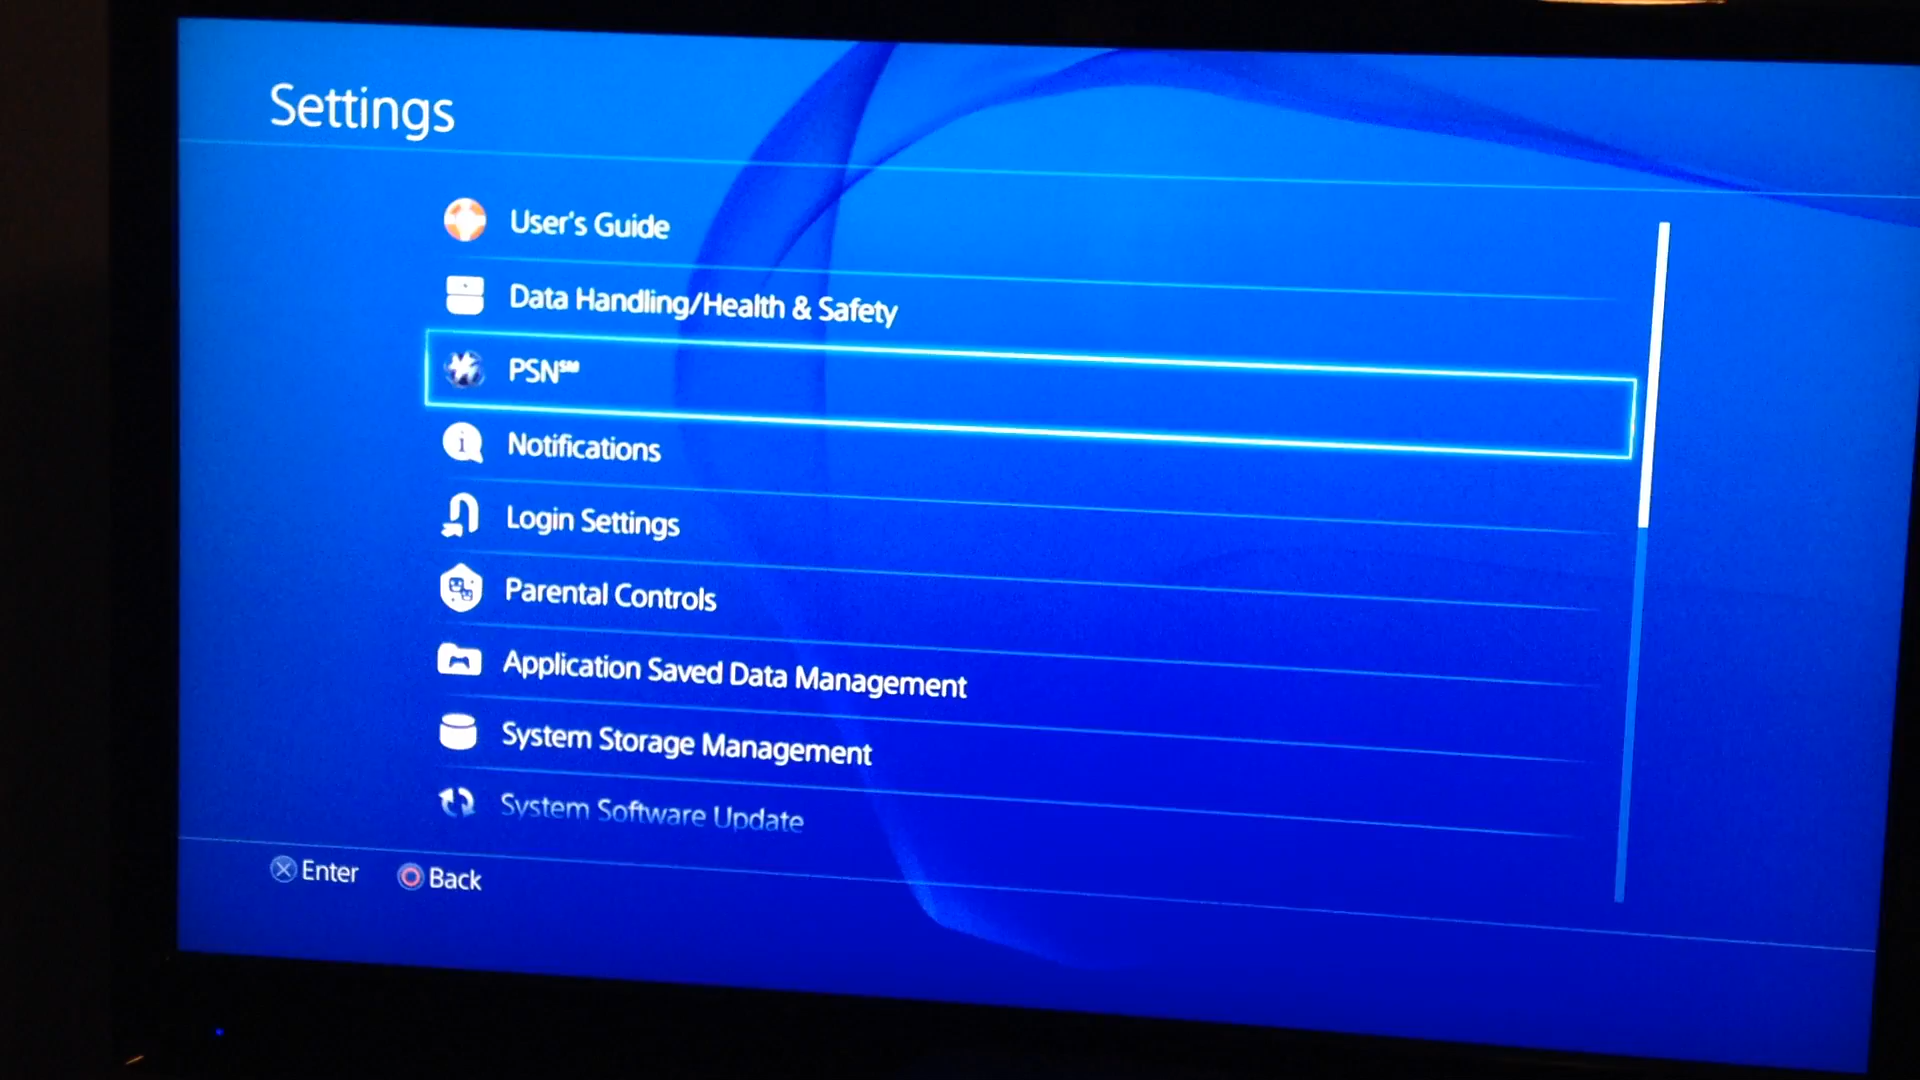 Settings
User's Guide
Data Handling/Health & Safety
PSN℠
Notifications
Login Settings
Parental Controls
Application Saved Data Management
System Storage Management
System Software Update
Enter Back